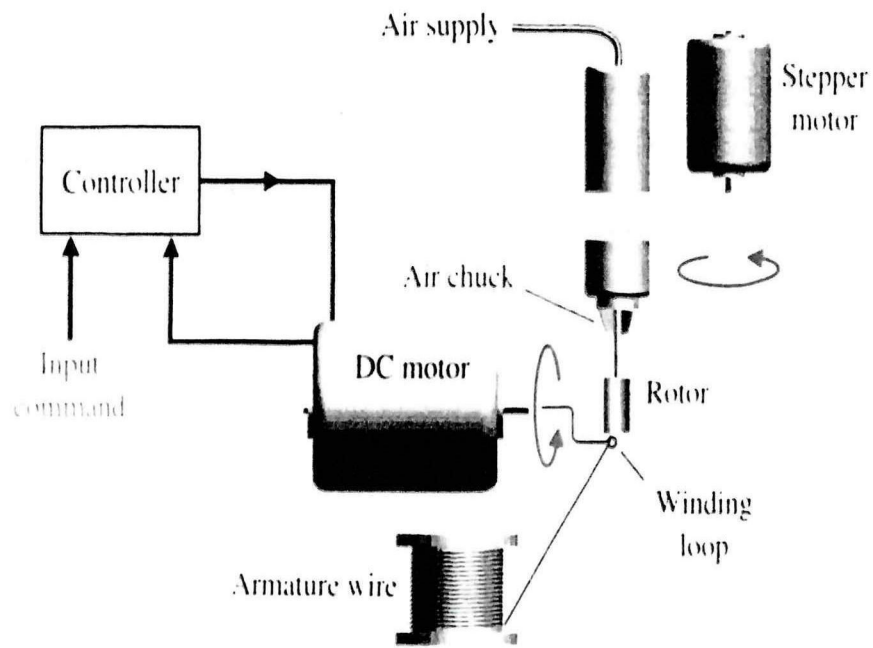 Air supply
Stepper
motor
Controller
Air chuck
Input
command
DC motor
Rotor
Winding
loop
Armature wire